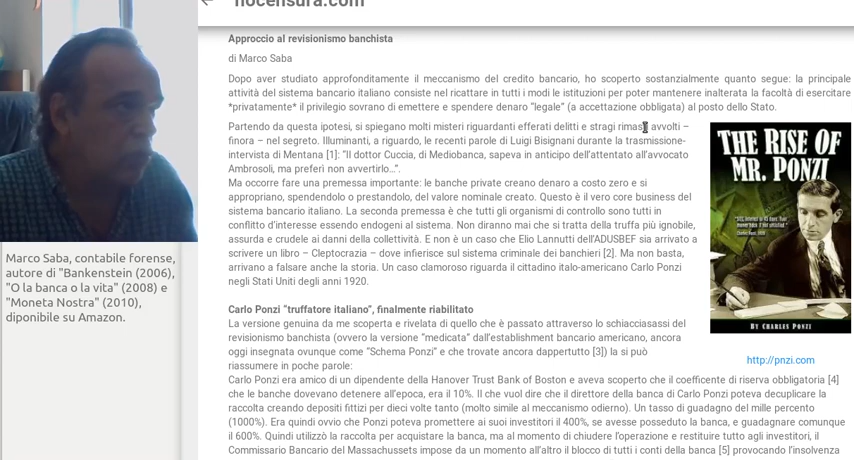 nocensura.com
Approccio al revisionismo banchista
di Marco Saba
Dopo aver studiato approfonditamente il meccanismo del credito bancario, ho scoperto sostanzialmente quanto segue: la principale
attività del sistema bancario italiano consiste nel ricattare in tutti i modi le istituzioni per poter mantenere inalterata la facoltà di esercitare
*privatamente* il privilegio sovrano di emettere e spendere denaro "legale" (a accettazione obbligata) al posto dello Stato.
Partendo da questa ipotesi, si spiegano molti misteri riguardanti efferati delitti e stragi rimasti avvolti –
finora – nel segreto. Illuminanti, a riguardo, le recenti parole di Luigi Bisignani durante la trasmissione-
intervista di Mentana [1]: "Il dottor Cuccia, di Mediobanca, sapeva in anticipo dell'attentato all'avvocato
Ambrosoli, ma preferì non avvertirlo...".
Ma occorre fare una premessa importante: le banche private creano denaro a costo zero e si
appropriano, spendendolo o prestandolo, del valore nominale creato. Questo è il vero core business del
sistema bancario italiano. La seconda premessa è che tutti gli organismi di controllo sono tutti in
conflitto d'interesse essendo endogeni al sistema. Non diranno mai che si tratta della truffa più ignobile,
assurda e crudele ai danni della collettività. E non è un caso che Elio Lannutti dell'ADUSBEF sia arrivato a
scrivere un libro – Cleptocrazia – dove infierisce sul sistema criminale dei banchieri [2]. Ma non basta,
arrivano a falsare anche la storia. Un caso clamoroso riguarda il cittadino italo-americano Carlo Ponzi
negli Stati Uniti degli anni 1920.
Carlo Ponzi "truffatore italiano", finalmente riabilitato
La versione genuina da me scoperta e rivelata di quello che è passato attraverso lo schiacciasassi del
revisionismo banchista (ovvero la versione "medicata" dall'establishment bancario americano, ancora
oggi insegnata ovunque come "Schema Ponzi" e che trovate ancora dappertutto [3]) la si può
riassumere in poche parole:
Carlo Ponzi era amico di un dipendente della Hanover Trust Bank of Boston e aveva scoperto che il coefficente di riserva obbligatoria [4]
che le banche dovevano detenere all'epoca, era il 10%. Il che vuol dire che il direttore della banca di Carlo Ponzi poteva decuplicare la
raccolta creando depositi fittizi per dieci volte tanto (molto simile al meccanismo odierno). Un tasso di guadagno del mille percento
(1000%). Era quindi ovvio che Ponzi poteva promettere ai suoi investitori il 400%, se avesse posseduto la banca, e guadagnare comunque
il 600%. Quindi utilizzò la raccolta per acquistare la banca, ma al momento di chiudere l'operazione e restituire tutto agli investitori, il
Commissario Bancario del Massachussets impose da un momento all'altro il blocco di tutti i conti della banca [5] provocando l'insolvenza
THE RISE OF
MR. PONZI
BY CHARLES PONZI
http://pnzi.com
Marco Saba, contabile forense,
autore di "Bankenstein (2006),
"O la banca o la vita" (2008) e
"Moneta Nostra" (2010),
diponibile su Amazon.